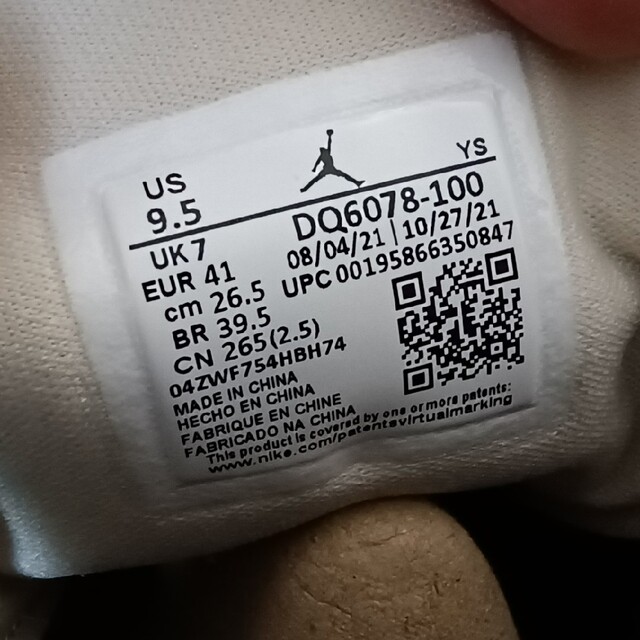 US
9.5
YS
DQ6078-100
08/04/21 | 10/27/21
UPC 00195866350847
UK 7
EUR 41
cm 26.5
BR 39.5
CN 265(2.5)
04ZWF754HBH74
MADE IN CHINA
HECHO EN CHINA
FABRIQUE EN CHINE
FABRICADO NA CHINA
This product is covered by one or more patents:
www.nike.com/patentsvirtualmarking